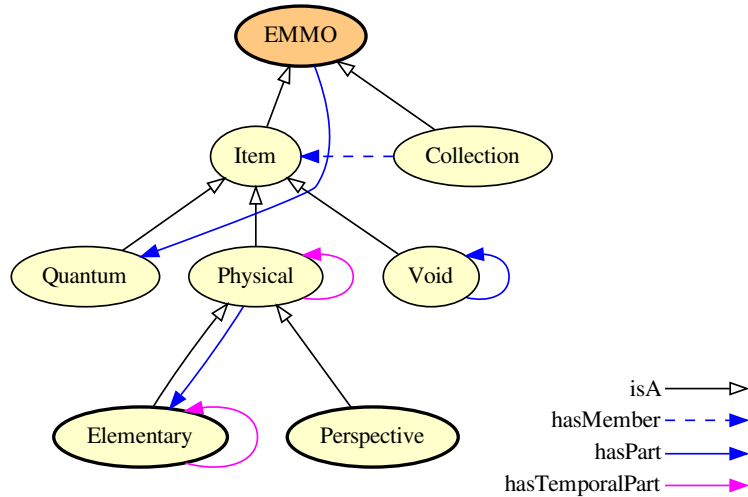 EMMO
Item
Collection
Quantum
Physical
Void
Elementary
Perspective
isA
hasMember
hasPart
hasTemporalPart